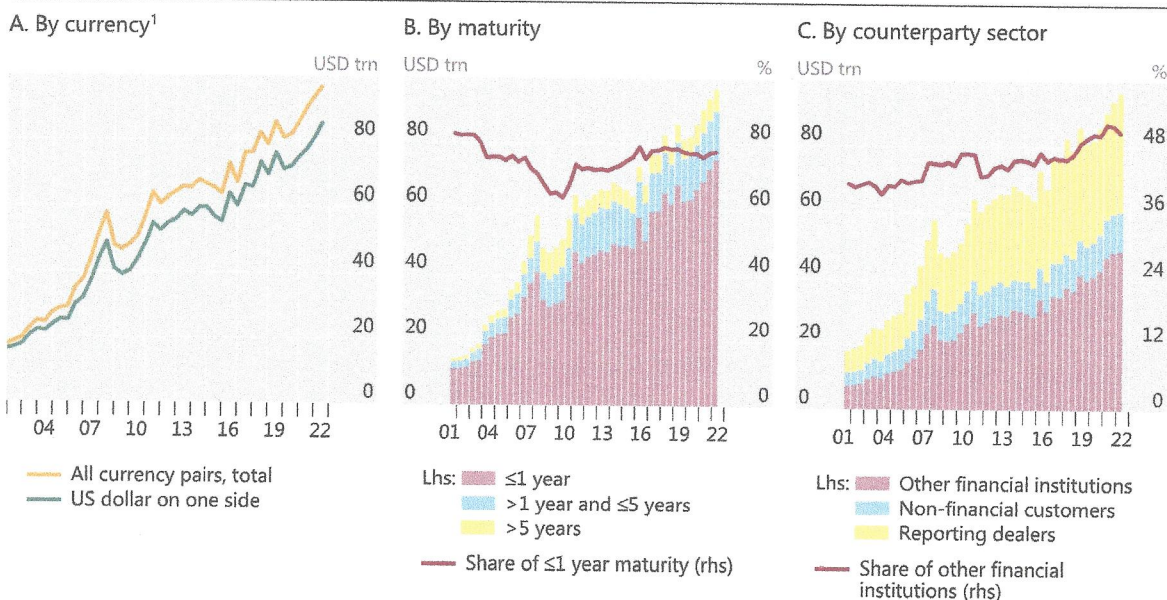 A. By currency¹
USD trn
80
60
40
20
0
04 07 10 13 16 19 22
All currency pairs, total
US dollar on one side
B. By maturity
USD trn %
80 80
60 60
40 40
20 20
0 0
01 04 07 10 13 16 19 22
Lhs: ≤1 year
>1 year and ≤5 years
>5 years
Share of ≤1 year maturity (rhs)
C. By counterparty sector
USD trn %
80 48
60 36
40 24
20 12
0 0
01 04 07 10 13 16 19 22
Lhs: Other financial institutions
Non-financial customers
Reporting dealers
Share of other financial
institutions (rhs)